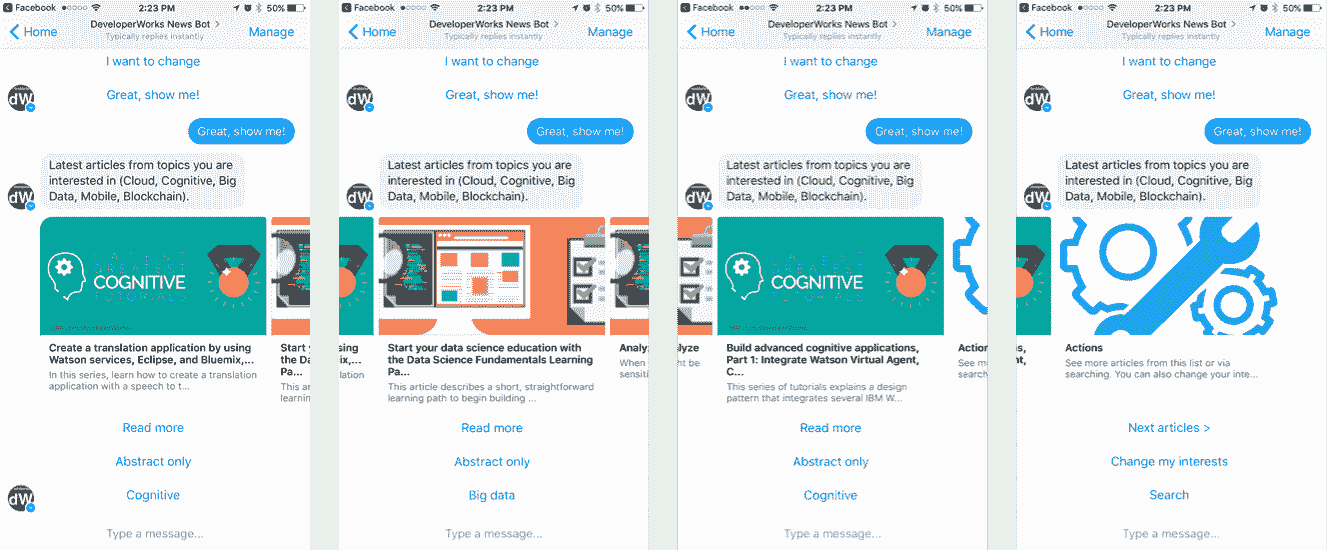 Facebook 2:23 PM 50%
Home DeveloperWorks News Bot > Manage
Typically replies instantly
I want to change
Great, show me!
dW
Great, show me!
Latest articles from topics you are
interested in (Cloud, Cognitive, Big
Data, Mobile, Blockchain).
dW
COGNITIVE
TUTORIALS
Create a translation application by using
Watson services, Eclipse, and Bluemix,...
In this series, learn how to create a translation
application with a speech to t...
Start y
the Da
Pa...
This ar
learnin
Read more
Abstract only
Cognitive
dW
Type a message...
Facebook 2:23 PM 50%
Home DeveloperWorks News Bot > Manage
Typically replies instantly
I want to change
Great, show me!
dW
Great, show me!
Latest articles from topics you are
interested in (Cloud, Cognitive, Big
Data, Mobile, Blockchain).
dW
sing
ix,...
lation
Start your data science education with
the Data Science Fundamentals Learning
Pa...
This article describes a short, straightforward
learning path to begin building ...
Analy
When
sensiti
Read more
Abstract only
Big data
Type a message...
Facebook 2:23 PM 50%
Home DeveloperWorks News Bot > Manage
Typically replies instantly
I want to change
Great, show me!
dW
Great, show me!
Latest articles from topics you are
interested in (Cloud, Cognitive, Big
Data, Mobile, Blockchain).
dW
COGNITIVE
TUTORIALS
alyze
t be
Build advanced cognitive applications,
Part 1: Integrate Watson Virtual Agent,
C...
This series of tutorials explains a design
pattern that integrates several IBM W...
Action
See m
search
Read more
Abstract only
Cognitive
Type a message...
Facebook 2:23 PM 50%
Home DeveloperWorks News Bot > Manage
Typically replies instantly
I want to change
Great, show me!
dW
Great, show me!
Latest articles from topics you are
interested in (Cloud, Cognitive, Big
Data, Mobile, Blockchain).
dW
ns,
nt,
Actions
See more articles from this list or via
searching. You can also change your inte...
Next articles >
Change my interests
Search
Type a message...